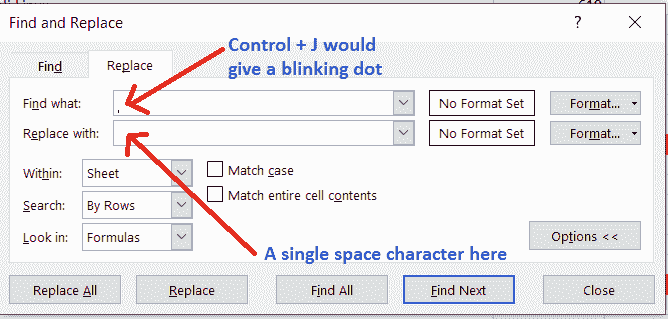 Find and Replace
Control + J would
give a blinking dot
Find
Replace
Find what:
No Format Set
Format...
Replace with:
No Format Set
Format...
Within:
Sheet
Match case
Match entire cell contents
Search:
By Rows
Look in:
Formulas
Options <<
A single space character here
Replace All
Replace
Find All
Find Next
Close